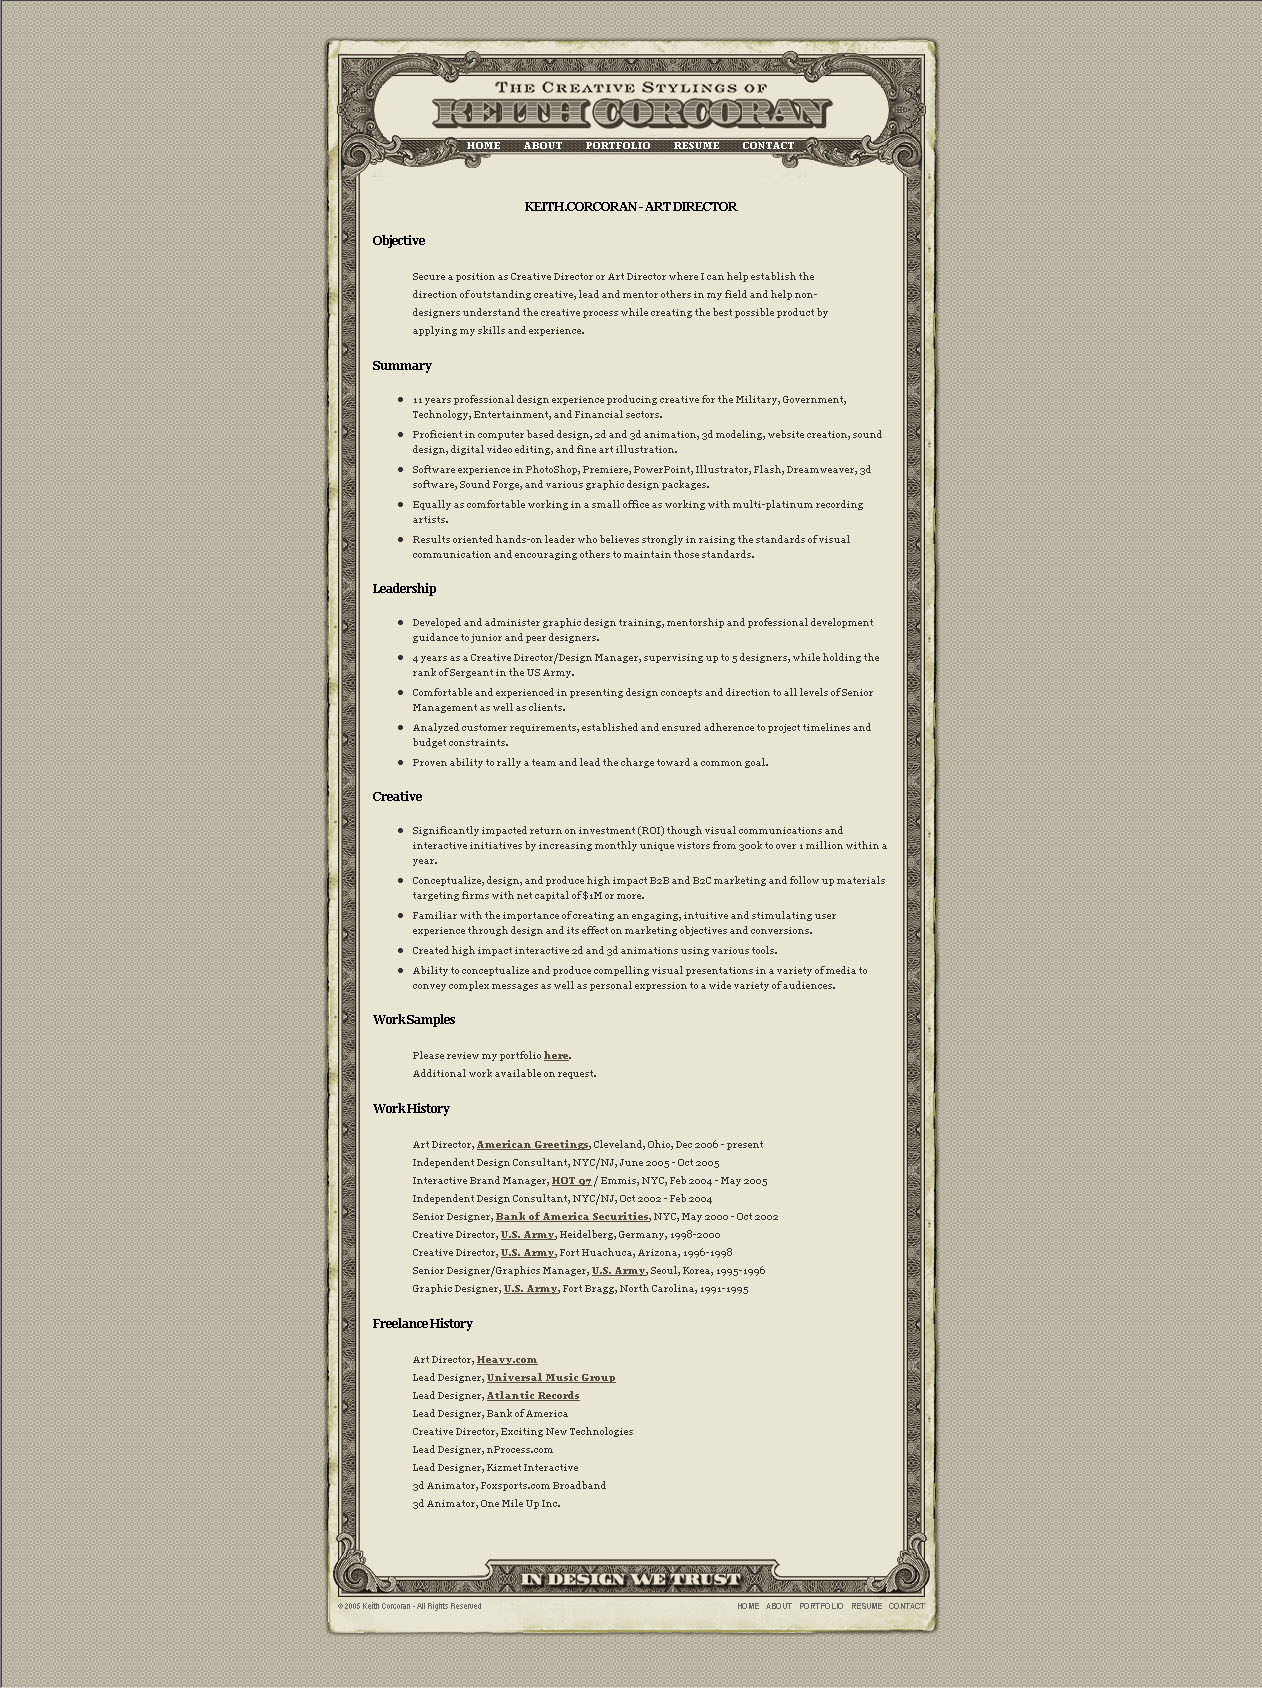 The Creative Stylings of
KEITH CORCORAN
HOME ABOUT PORTFOLIO RESUME CONTACT
KEITH CORCORAN - ART DIRECTOR
Objective
Secure a position as Creative Director or Art Director where I can help establish the
direction of outstanding creative, lead and mentor others in my field and help non-
designers understand the creative process while creating the best possible product by
applying my skills and experience.
Summary
• 11 years professional design experience producing creative for the Military, Government,
Technology, Entertainment, and Financial sectors.
• Proficient in computer based design, 2d and 3d animation, 3d modeling, website creation, sound
design, digital video editing, and fine art illustration.
• Software experience in PhotoShop, Premiere, PowerPoint, Illustrator, Flash, Dreamweaver, 3d
software, Sound Forge, and various graphic design packages.
• Equally as comfortable working in a small office as working with multi-platinum recording
artists.
• Results oriented hands-on leader who believes strongly in raising the standards of visual
communication and encouraging others to maintain those standards.
Leadership
• Developed and administer graphic design training, mentorship and professional development
guidance to junior and peer designers.
• 4 years as a Creative Director/Design Manager, supervising up to 5 designers, while holding the
rank of Sergeant in the US Army.
• Comfortable and experienced in presenting design concepts and direction to all levels of Senior
Management as well as clients.
• Analyzed customer requirements, established and ensured adherence to project timelines and
budget constraints.
• Proven ability to rally a team and lead the charge toward a common goal.
Creative
• Significantly impacted return on investment (ROI) though visual communications and
interactive initiatives by increasing monthly unique vistors from 300k to over 1 million within a
year.
• Conceptualize, design, and produce high impact B2B and B2C marketing and follow up materials
targeting firms with net capital of $1M or more.
• Familiar with the importance of creating an engaging, intuitive and stimulating user
experience through design and its effect on marketing objectives and conversions.
• Created high impact interactive 2d and 3d animations using various tools.
• Ability to conceptualize and produce compelling visual presentations in a variety of media to
convey complex messages as well as personal expression to a wide variety of audiences.
Work Samples
Please review my portfolio here.
Additional work available on request.
Work History
Art Director, American Greetings, Cleveland, Ohio, Dec 2006 - present
Independent Design Consultant, NYC/NJ, June 2005 - Oct 2005
Interactive Brand Manager, HOT 97 / Emmis, NYC, Feb 2004 - May 2005
Independent Design Consultant, NYC/NJ, Oct 2002 - Feb 2004
Senior Designer, Bank of America Securities, NYC, May 2000 - Oct 2002
Creative Director, U.S. Army, Heidelberg, Germany, 1998-2000
Creative Director, U.S. Army, Fort Huachuca, Arizona, 1996-1998
Senior Designer/Graphics Manager, U.S. Army, Seoul, Korea, 1995-1996
Graphic Designer, U.S. Army, Fort Bragg, North Carolina, 1991-1995
Freelance History
Art Director, Heavy.com
Lead Designer, Universal Music Group
Lead Designer, Atlantic Records
Lead Designer, Bank of America
Creative Director, Exciting New Technologies
Lead Designer, nProcess.com
Lead Designer, Kizmet Interactive
3d Animator, Foxsports.com Broadband
3d Animator, One Mile Up Inc.
IN DESIGN WE TRUST
© 2005 Keith Corcoran - All Rights Reserved
HOME ABOUT PORTFOLIO RESUME CONTACT